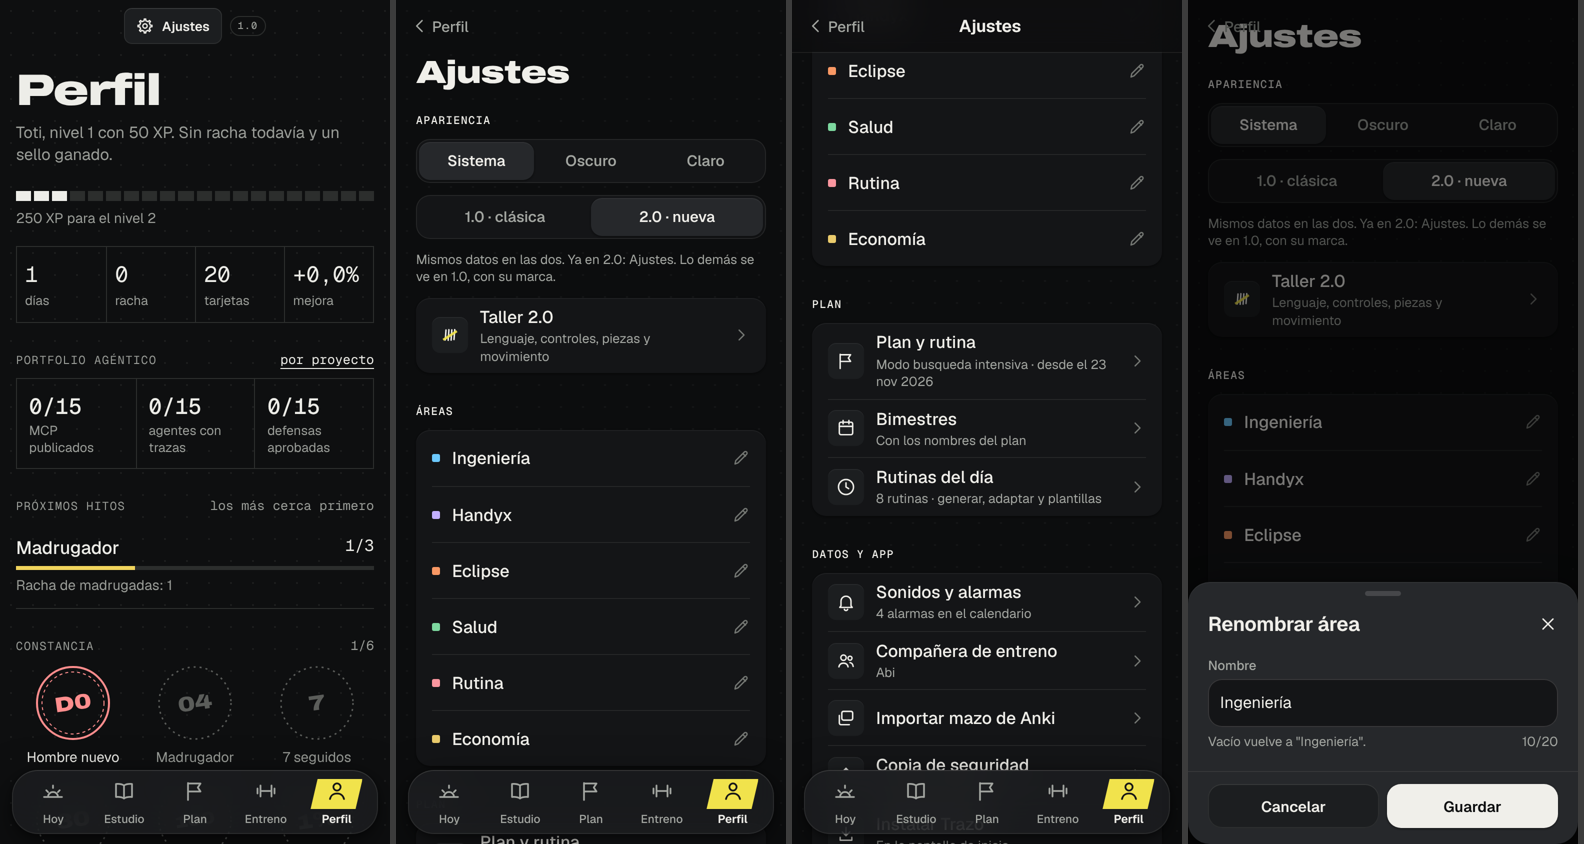 Ajustes
1.0
Perfil
Toti, nivel 1 con 50 XP. Sin racha todavía y un
sello ganado.
250 XP para el nivel 2
1
días
0
racha
20
tarjetas
+0,0%
mejora
PORTFOLIO AGÉNTICO
por proyecto
0/15
MCP
publicados
0/15
agentes con
trazas
0/15
defensas
aprobadas
PRÓXIMOS HITOS
los más cerca primero
Madrugador
1/3
Racha de madrugadas: 1
CONSTANCIA
1/6
DO
04
7
Hombre nuevo
Madrugador
7 seguidos
Hoy
Estudio
Plan
Entreno
Perfil
Perfil
Ajustes
APARIENCIA
Sistema
Oscuro
Claro
1.0 · clásica
2.0 · nueva
Mismos datos en las dos. Ya en 2.0: Ajustes. Lo demás se
ve en 1.0, con su marca.
Taller 2.0
Lenguaje, controles, piezas y
movimiento
ÁREAS
Ingeniería
Handyx
Eclipse
Salud
Rutina
Economía
Hoy
Estudio
Plan
Entreno
Perfil
Plan y rutina
Perfil
Ajustes
Eclipse
Salud
Rutina
Economía
PLAN
Plan y rutina
Modo busqueda intensiva · desde el 23
nov 2026
Bimestres
Con los nombres del plan
Rutinas del día
8 rutinas · generar, adaptar y plantillas
DATOS Y APP
Sonidos y alarmas
4 alarmas en el calendario
Compañera de entreno
Abi
Importar mazo de Anki
Copia de seguridad
Hoy
Estudio
Plan
Entreno
Perfil
Instalar Trazo
Perfil
Ajustes
APARIENCIA
Sistema
Oscuro
Claro
1.0 · clásica
2.0 · nueva
Mismos datos en las dos. Ya en 2.0: Ajustes. Lo demás se
ve en 1.0, con su marca.
Taller 2.0
Lenguaje, controles, piezas y
movimiento
ÁREAS
Ingeniería
Handyx
Eclipse
Renombrar área
Nombre
Ingeniería
Vacío vuelve a "Ingeniería".
10/20
Cancelar
Guardar